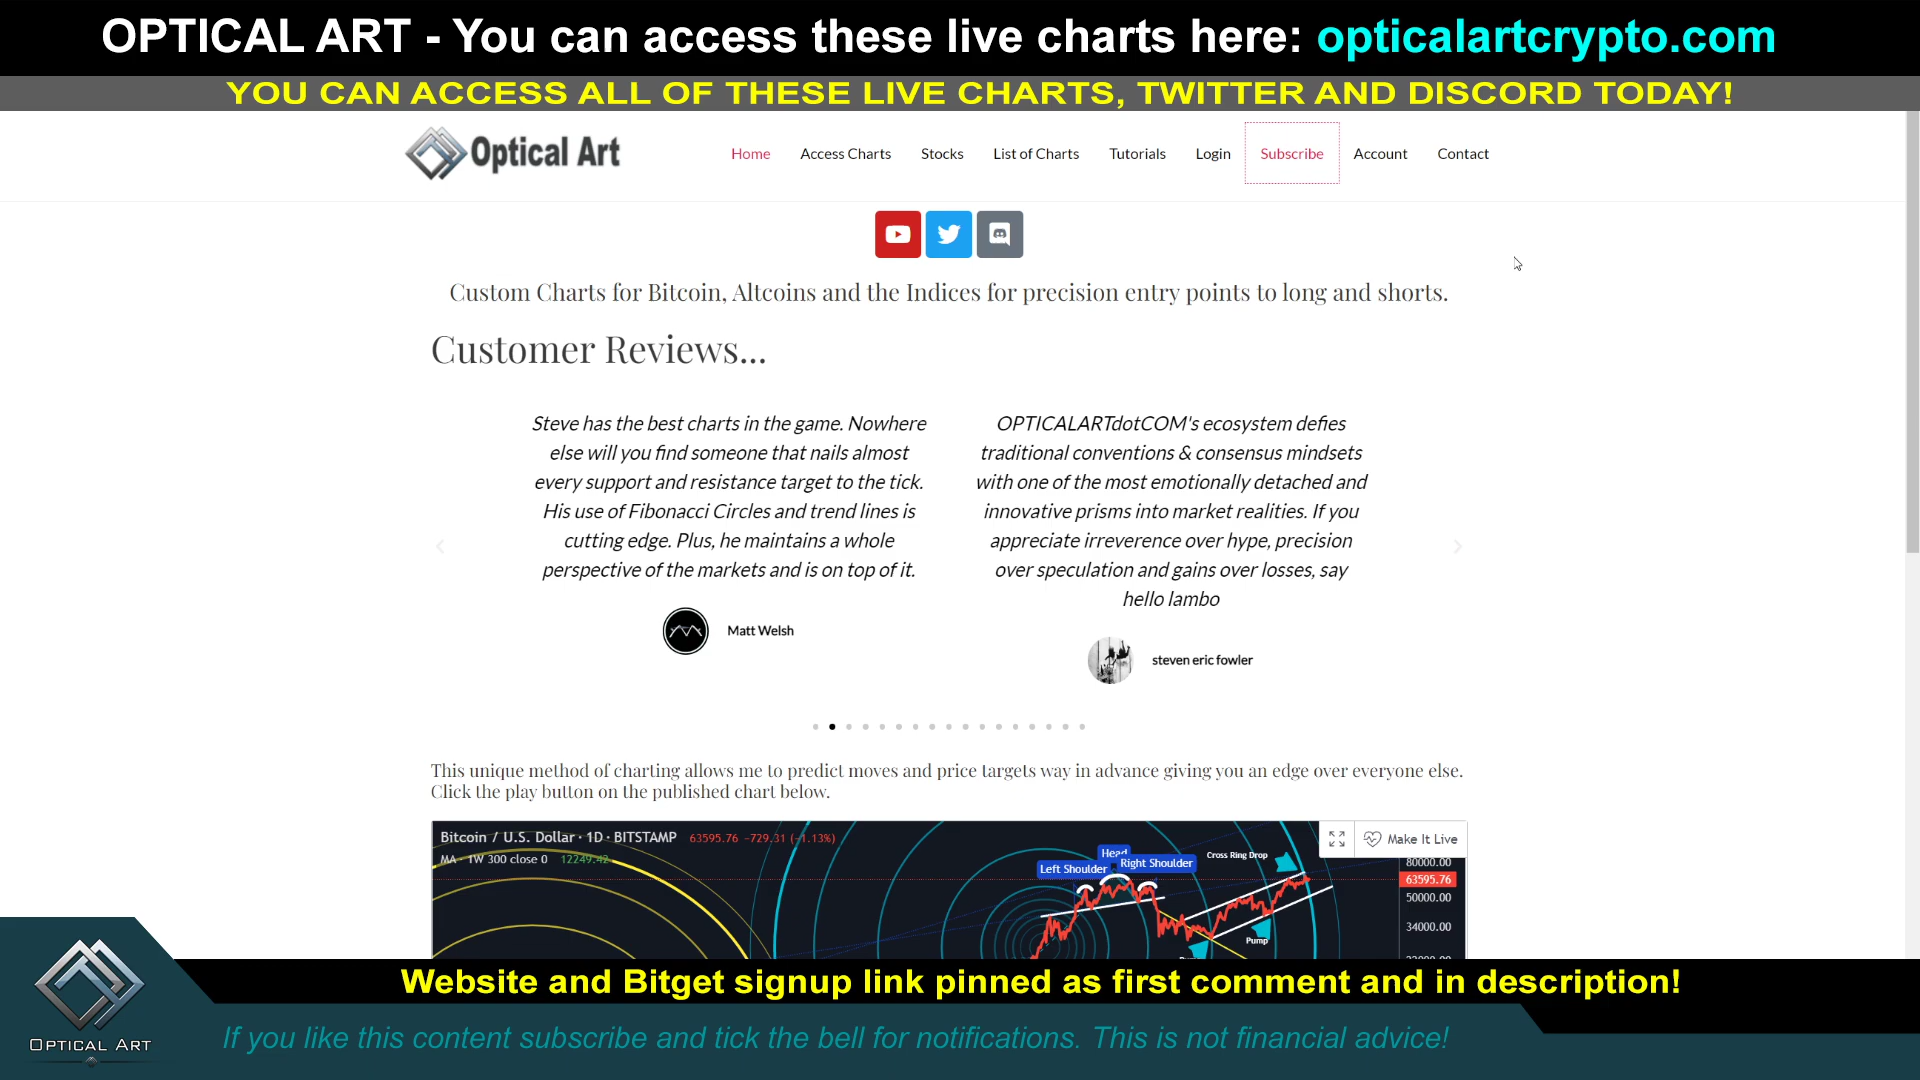 OPTICAL ART - You can access these live charts here: opticalartcrypto.com
YOU CAN ACCESS ALL OF THESE LIVE CHARTS, TWITTER AND DISCORD TODAY!
Optical Art
Home Access Charts Stocks List of Charts Tutorials Login Subscribe Account Contact
Custom Charts for Bitcoin, Altcoins and the Indices for precision entry points to long and shorts.
Customer Reviews...
Steve has the best charts in the game. Nowhere
else will you find someone that nails almost
every support and resistance target to the tick.
His use of Fibonacci Circles and trend lines is
cutting edge. Plus, he maintains a whole
perspective of the markets and is on top of it.
Matt Welsh
OPTICALARTdotCOM's ecosystem defies
traditional conventions & consensus mindsets
with one of the most emotionally detached and
innovative prisms into market realities. If you
appreciate irreverence over hype, precision
over speculation and gains over losses, say
hello lambo
steven eric fowler
This unique method of charting allows me to predict moves and price targets way in advance giving you an edge over everyone else.
Click the play button on the published chart below.
Bitcoin / U.S. Dollar · 1D · BITSTAMP 63595.76 −729.31 (−1.13%)
MA · 1W 300 close 0 12249.42
Make It Live
Head
Left Shoulder
Right Shoulder
Cross Ring Drop
Pump
80000.00
63595.76
50000.00
34000.00
Website and Bitget signup link pinned as first comment and in description!
If you like this content subscribe and tick the bell for notifications. This is not financial advice!
OPTICAL ART